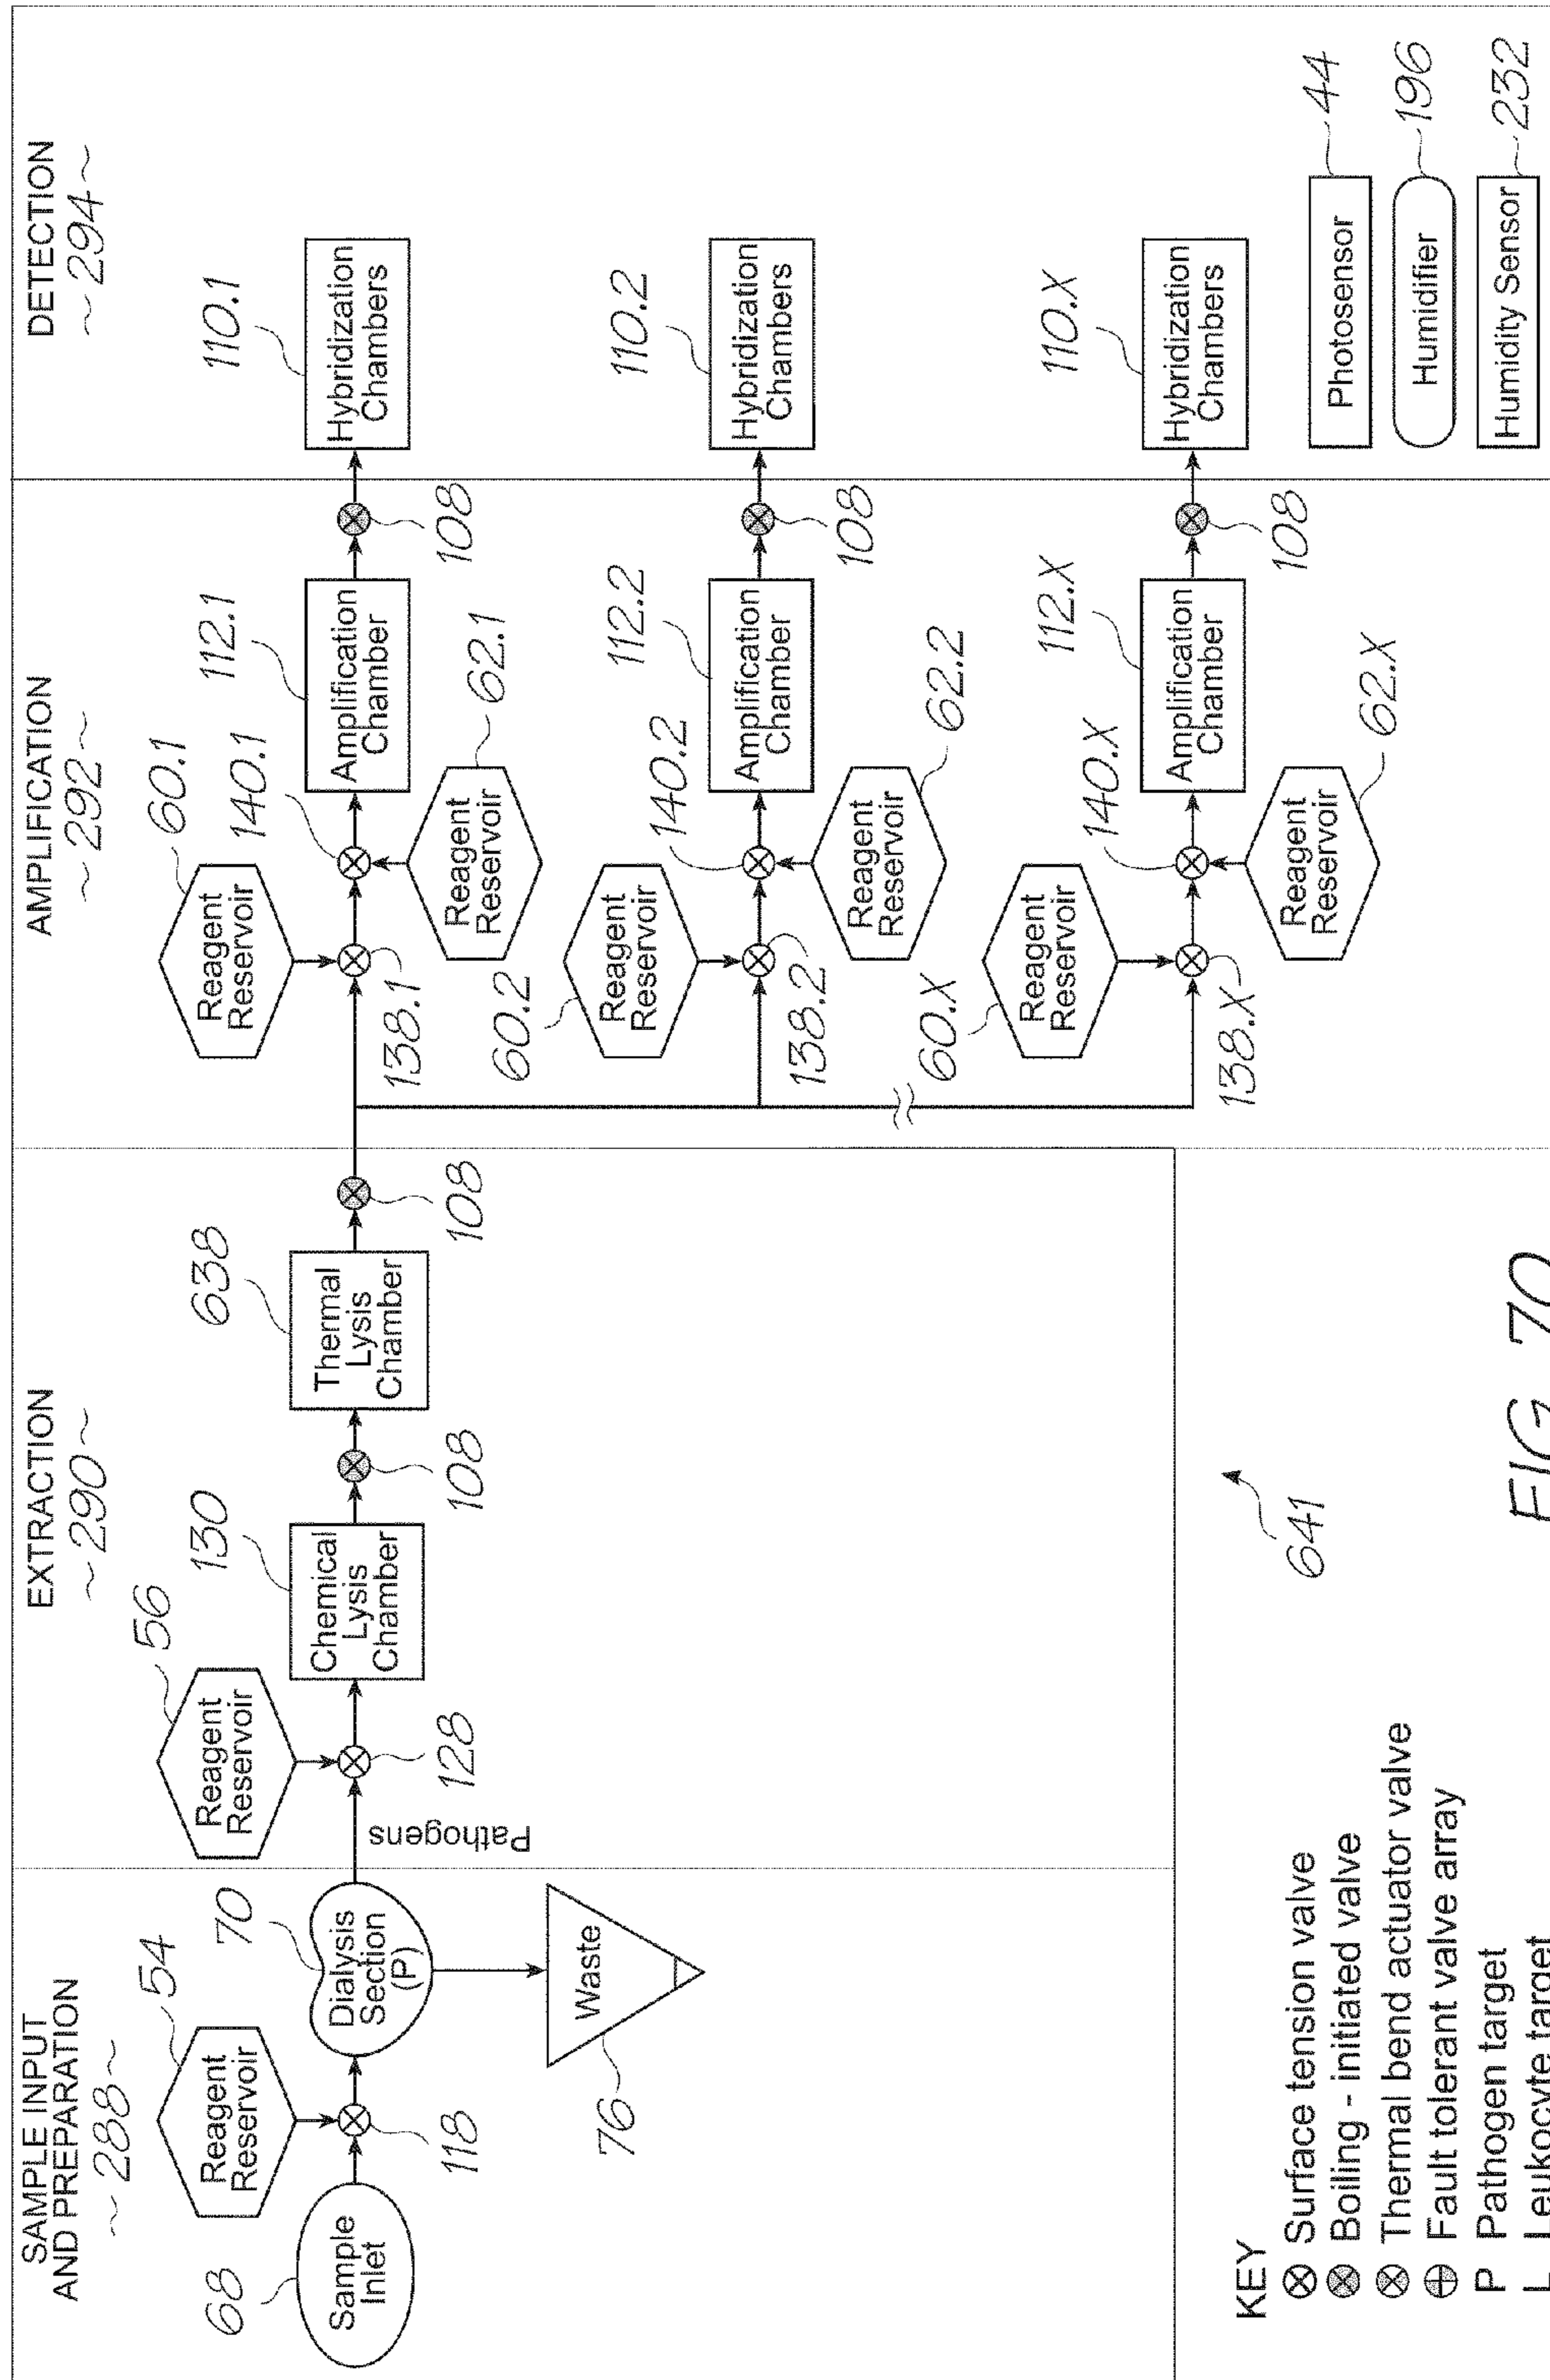 SAMPLE INPUT
AND PREPARATION
~288~
EXTRACTION
~290~
AMPLIFICATION
~292~
DETECTION
~294~
68
Sample
Inlet
54
Reagent
Reservoir
118
70
Dialysis
Section
(P)
76
Waste
Pathogens
56
Reagent
Reservoir
128
130
Chemical
Lysis
Chamber
108
638
Thermal
Lysis
Chamber
108
60.1
Reagent
Reservoir
138.1
140.1
62.1
Reagent
Reservoir
112.1
Amplification
Chamber
108
110.1
Hybridization
Chambers
60.2
Reagent
Reservoir
138.2
140.2
62.2
Reagent
Reservoir
112.2
Amplification
Chamber
108
110.2
Hybridization
Chambers
60.X
Reagent
Reservoir
138.X
140.X
62.X
Reagent
Reservoir
112.X
Amplification
Chamber
108
110.X
Hybridization
Chambers
Photosensor
44
Humidifier
196
Humidity Sensor
232
641
KEY
Surface tension valve
Boiling - initiated valve
Thermal bend actuator valve
Fault tolerant valve array
P Pathogen target
L Leukocyte target
FIG. 70